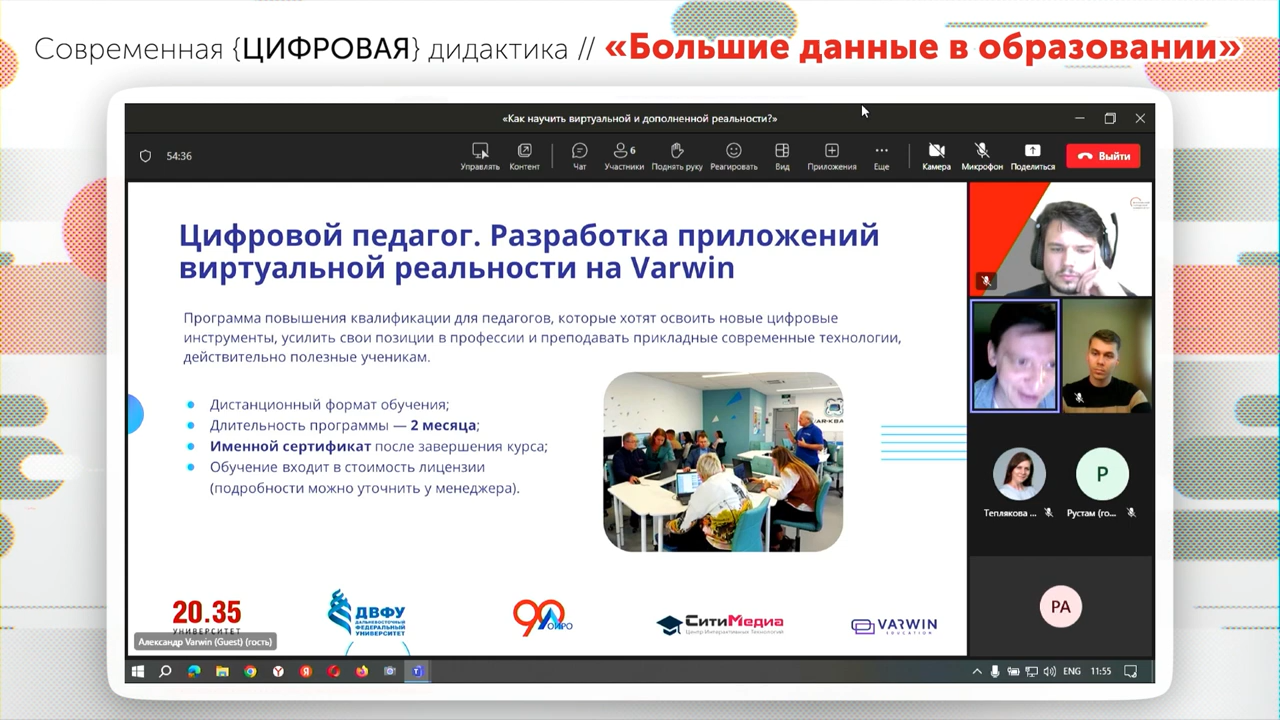 Современная {ЦИФРОВАЯ} дидактика // «Большие данные в образовании»
«Как научить виртуальной и дополненной реальности?»
54:36
Управлять
Контент
Чат
6
Участники
Поднять руку
Реагировать
Вид
Приложения
Еще
Камера
Микрофон
Поделиться
Выйти
Цифровой педагог. Разработка приложений
виртуальной реальности на Varwin
Программа повышения квалификации для педагогов, которые хотят освоить новые цифровые
инструменты, усилить свои позиции в профессии и преподавать прикладные современные технологии,
действительно полезные ученикам.
Дистанционный формат обучения;
Длительность программы — 2 месяца;
Именной сертификат после завершения курса;
Обучение входит в стоимость лицензии
(подробности можно уточнить у менеджера).
Теплякова ...
Р
Рустам (го...
РА
20.35
УНИВЕРСИТЕТ
ДВФУ
ДАЛЬНЕВОСТОЧНЫЙ
ФЕДЕРАЛЬНЫЙ
УНИВЕРСИТЕТ
90
ОИРО
СитиМедиа
Центр Интерактивных Технологий
VARWIN
EDUCATION
Александр Varwin (Guest) (гость)
ENG
11:55